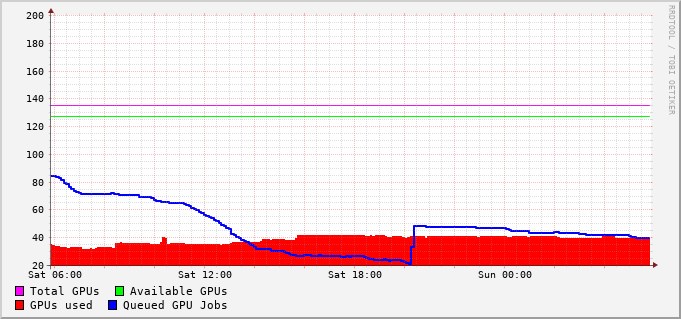 RRDTOOL / TOBI OETIKER
200
180
160
140
120
100
80
60
40
20
Sat 06:00 Sat 12:00 Sat 18:00 Sun 00:00
Total GPUs Available GPUs
GPUs used Queued GPU Jobs